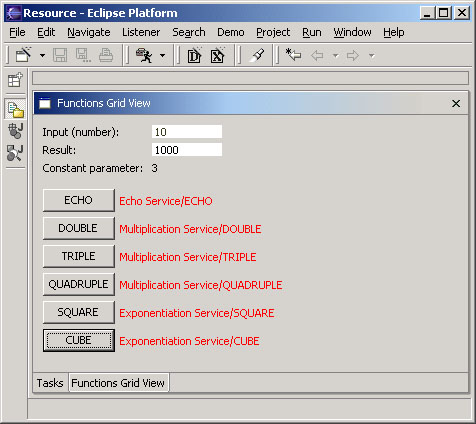 Resource - Eclipse Platform
File Edit Navigate Listener Search Demo Project Run Window Help
Functions Grid View
Input (number): 10
Result: 1000
Constant parameter: 3
ECHO Echo Service/ECHO
DOUBLE Multiplication Service/DOUBLE
TRIPLE Multiplication Service/TRIPLE
QUADRUPLE Multiplication Service/QUADRUPLE
SQUARE Exponentiation Service/SQUARE
CUBE Exponentiation Service/CUBE
Tasks Functions Grid View